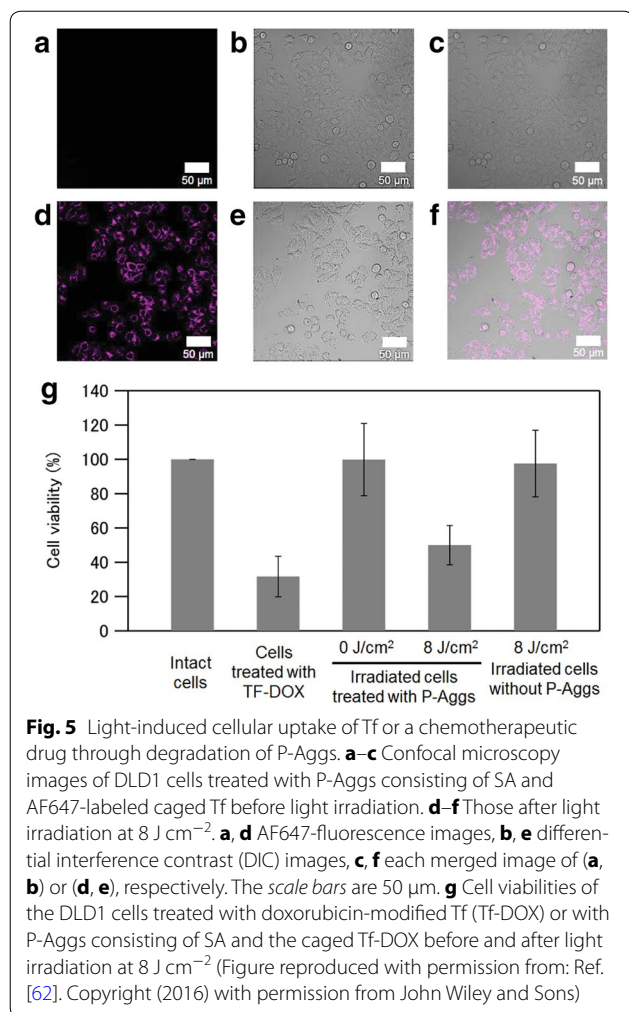 a
b
c
50 µm
50 µm
50 µm
d
e
f
50 µm
50 µm
50 µm
g
140
120
100
80
60
40
20
0
Cell viability (%)
0 J/cm² 8 J/cm² 8 J/cm²
Intact
cells
Cells
treated with
TF-DOX
Irradiated cells
treated with P-Aggs
Irradiated cells
without P-Aggs
Fig. 5 Light-induced cellular uptake of Tf or a chemotherapeutic
drug through degradation of P-Aggs. a–c Confocal microscopy
images of DLD1 cells treated with P-Aggs consisting of SA and
AF647-labeled caged Tf before light irradiation. d–f Those after light
irradiation at 8 J cm⁻². a, d AF647-fluorescence images, b, e differen-
tial interference contrast (DIC) images, c, f each merged image of (a,
b) or (d, e), respectively. The scale bars are 50 µm. g Cell viabilities of
the DLD1 cells treated with doxorubicin-modified Tf (Tf-DOX) or with
P-Aggs consisting of SA and the caged Tf-DOX before and after light
irradiation at 8 J cm⁻² (Figure reproduced with permission from: Ref.
[62]. Copyright (2016) with permission from John Wiley and Sons)